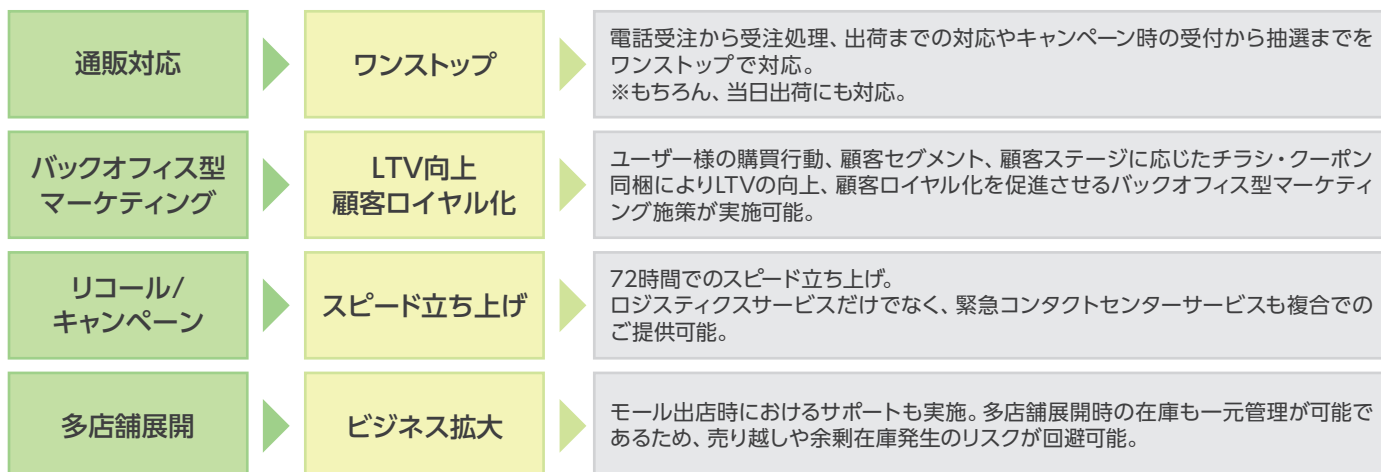 通販対応
ワンストップ
電話受注から受注処理、出荷までの対応やキャンペーン時の受付から抽選までを
ワンストップで対応。
※もちろん、当日出荷にも対応。
バックオフィス型
マーケティング
LTV向上
顧客ロイヤル化
ユーザー様の購買行動、顧客セグメント、顧客ステージに応じたチラシ・クーポン
同梱によりLTVの向上、顧客ロイヤル化を促進させるバックオフィス型マーケティ
ング施策が実施可能。
リコール/
キャンペーン
スピード立ち上げ
72時間でのスピード立ち上げ。
ロジスティクスサービスだけでなく、緊急コンタクトセンターサービスも複合での
ご提供可能。
多店舗展開
ビジネス拡大
モール出店時におけるサポートも実施。多店舗展開時の在庫も一元管理が可能で
あるため、売り越しや余剰在庫発生のリスクが回避可能。